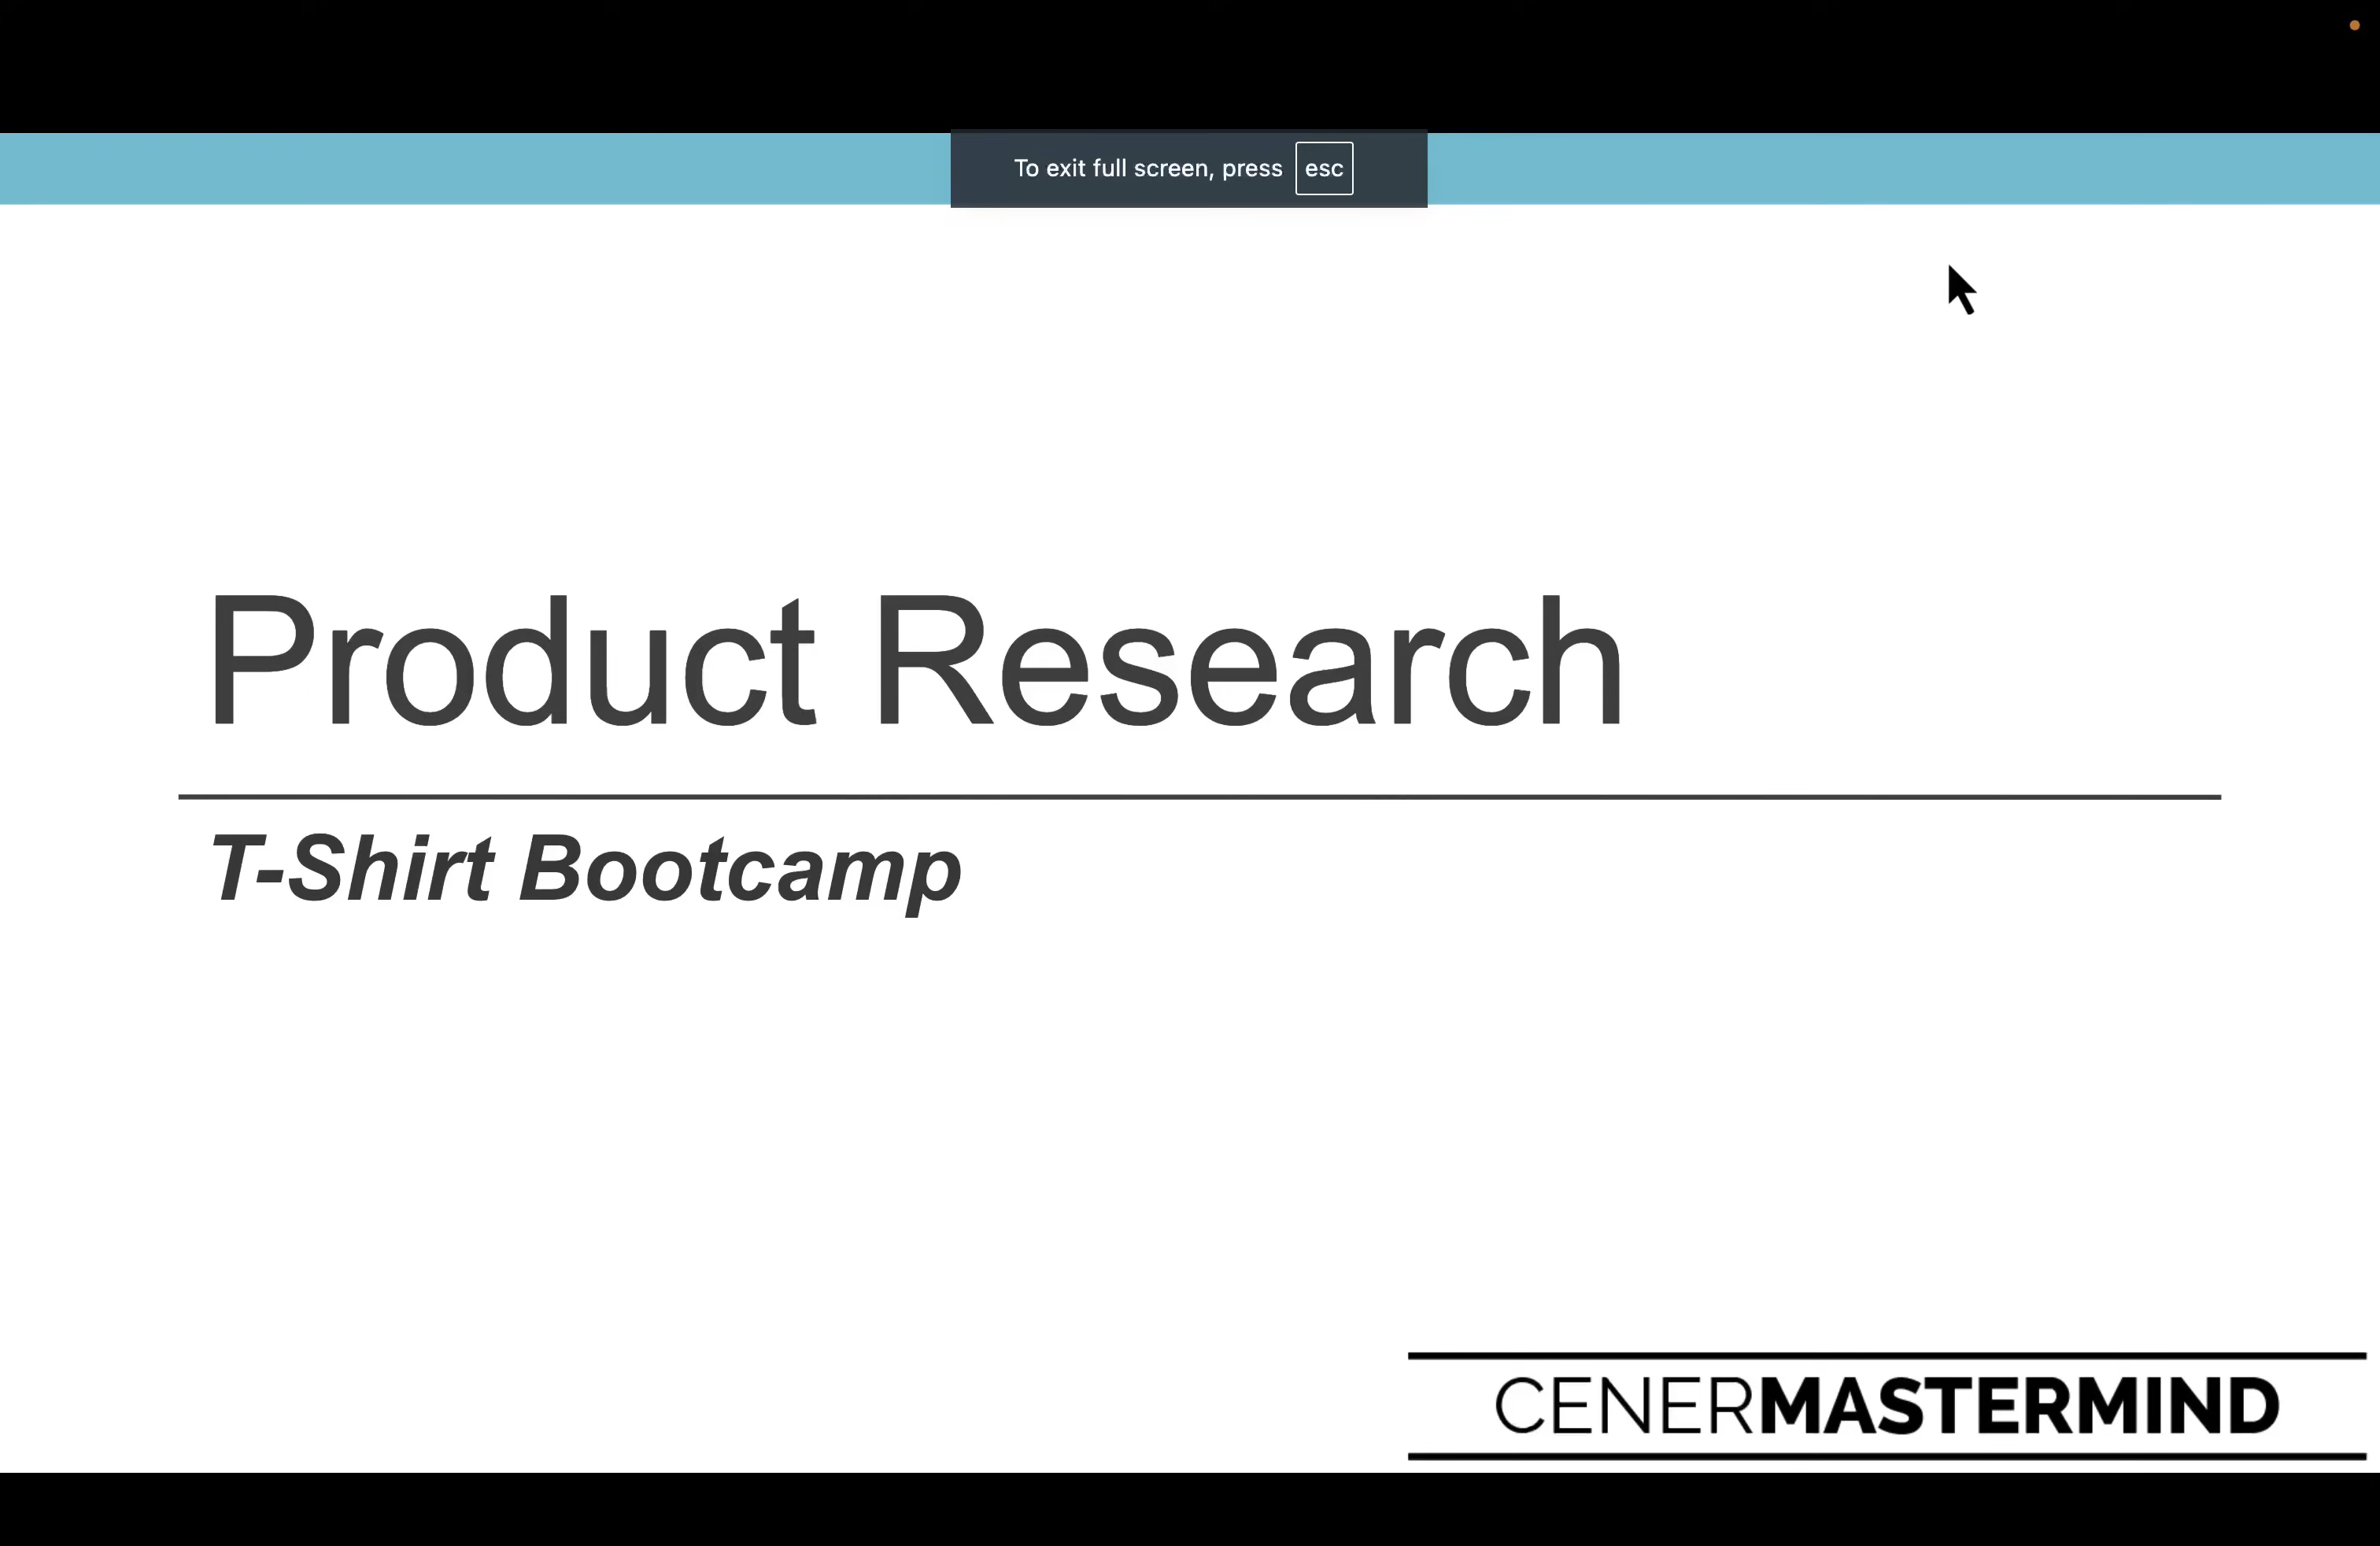 To exit full screen, press esc
Product Research
T-Shirt Bootcamp
CENERMASTERMIND